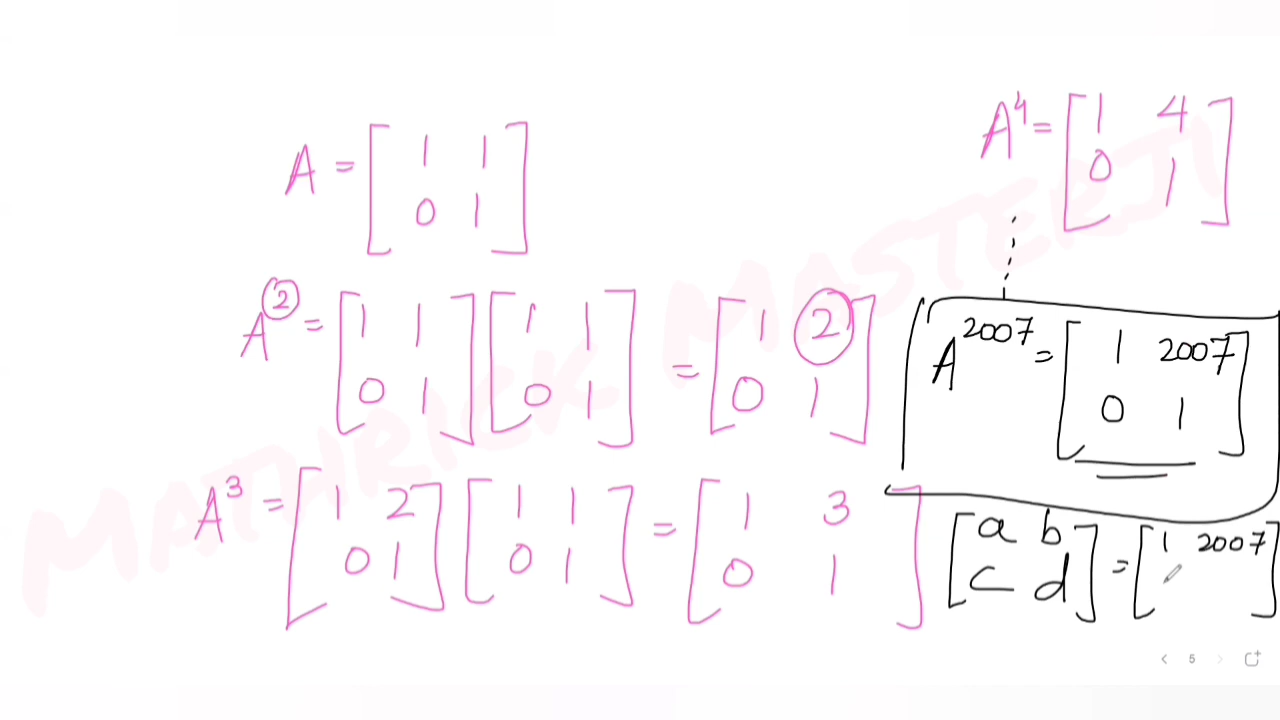 A = [1 1
0 1]
A² = [1 1
0 1] [1 1
0 1] = [1 2
0 1]
A³ = [1 2
0 1] [1 1
0 1] = [1 3
0 1]
A⁴ = [1 4
0 1]
A²⁰⁰⁷ = [1 2007
0 1]
[a b
c d] = [1 2007
]
MATHRICK MASTERJI
< 5 >